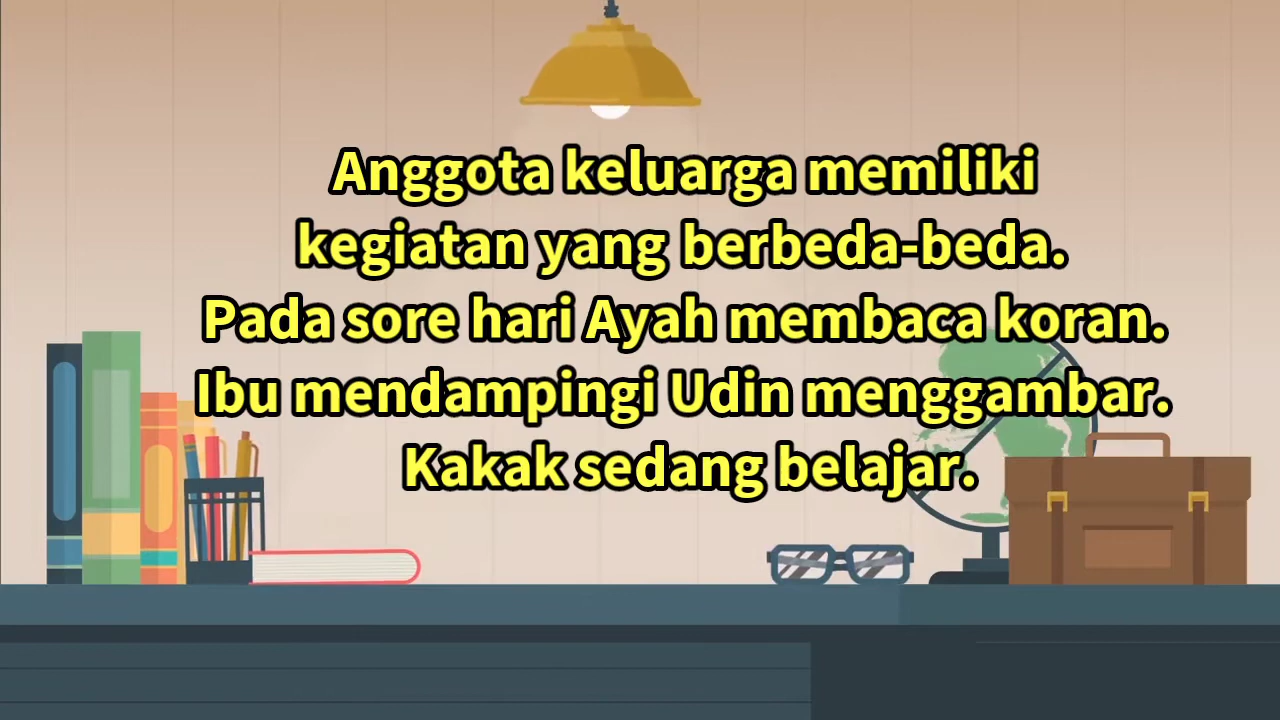 Anggota keluarga memiliki
kegiatan yang berbeda-beda.
Pada sore hari Ayah membaca koran.
Ibu mendampingi Udin menggambar.
Kakak sedang belajar.